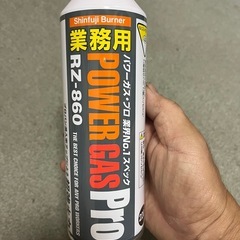 Shinfuji Burner
業務用
パワーガス・プロ 業界No.1スペック
POWER GAS Pro
RZ-860
THE BEST CHOICE FOR ANY PRO WORKERS